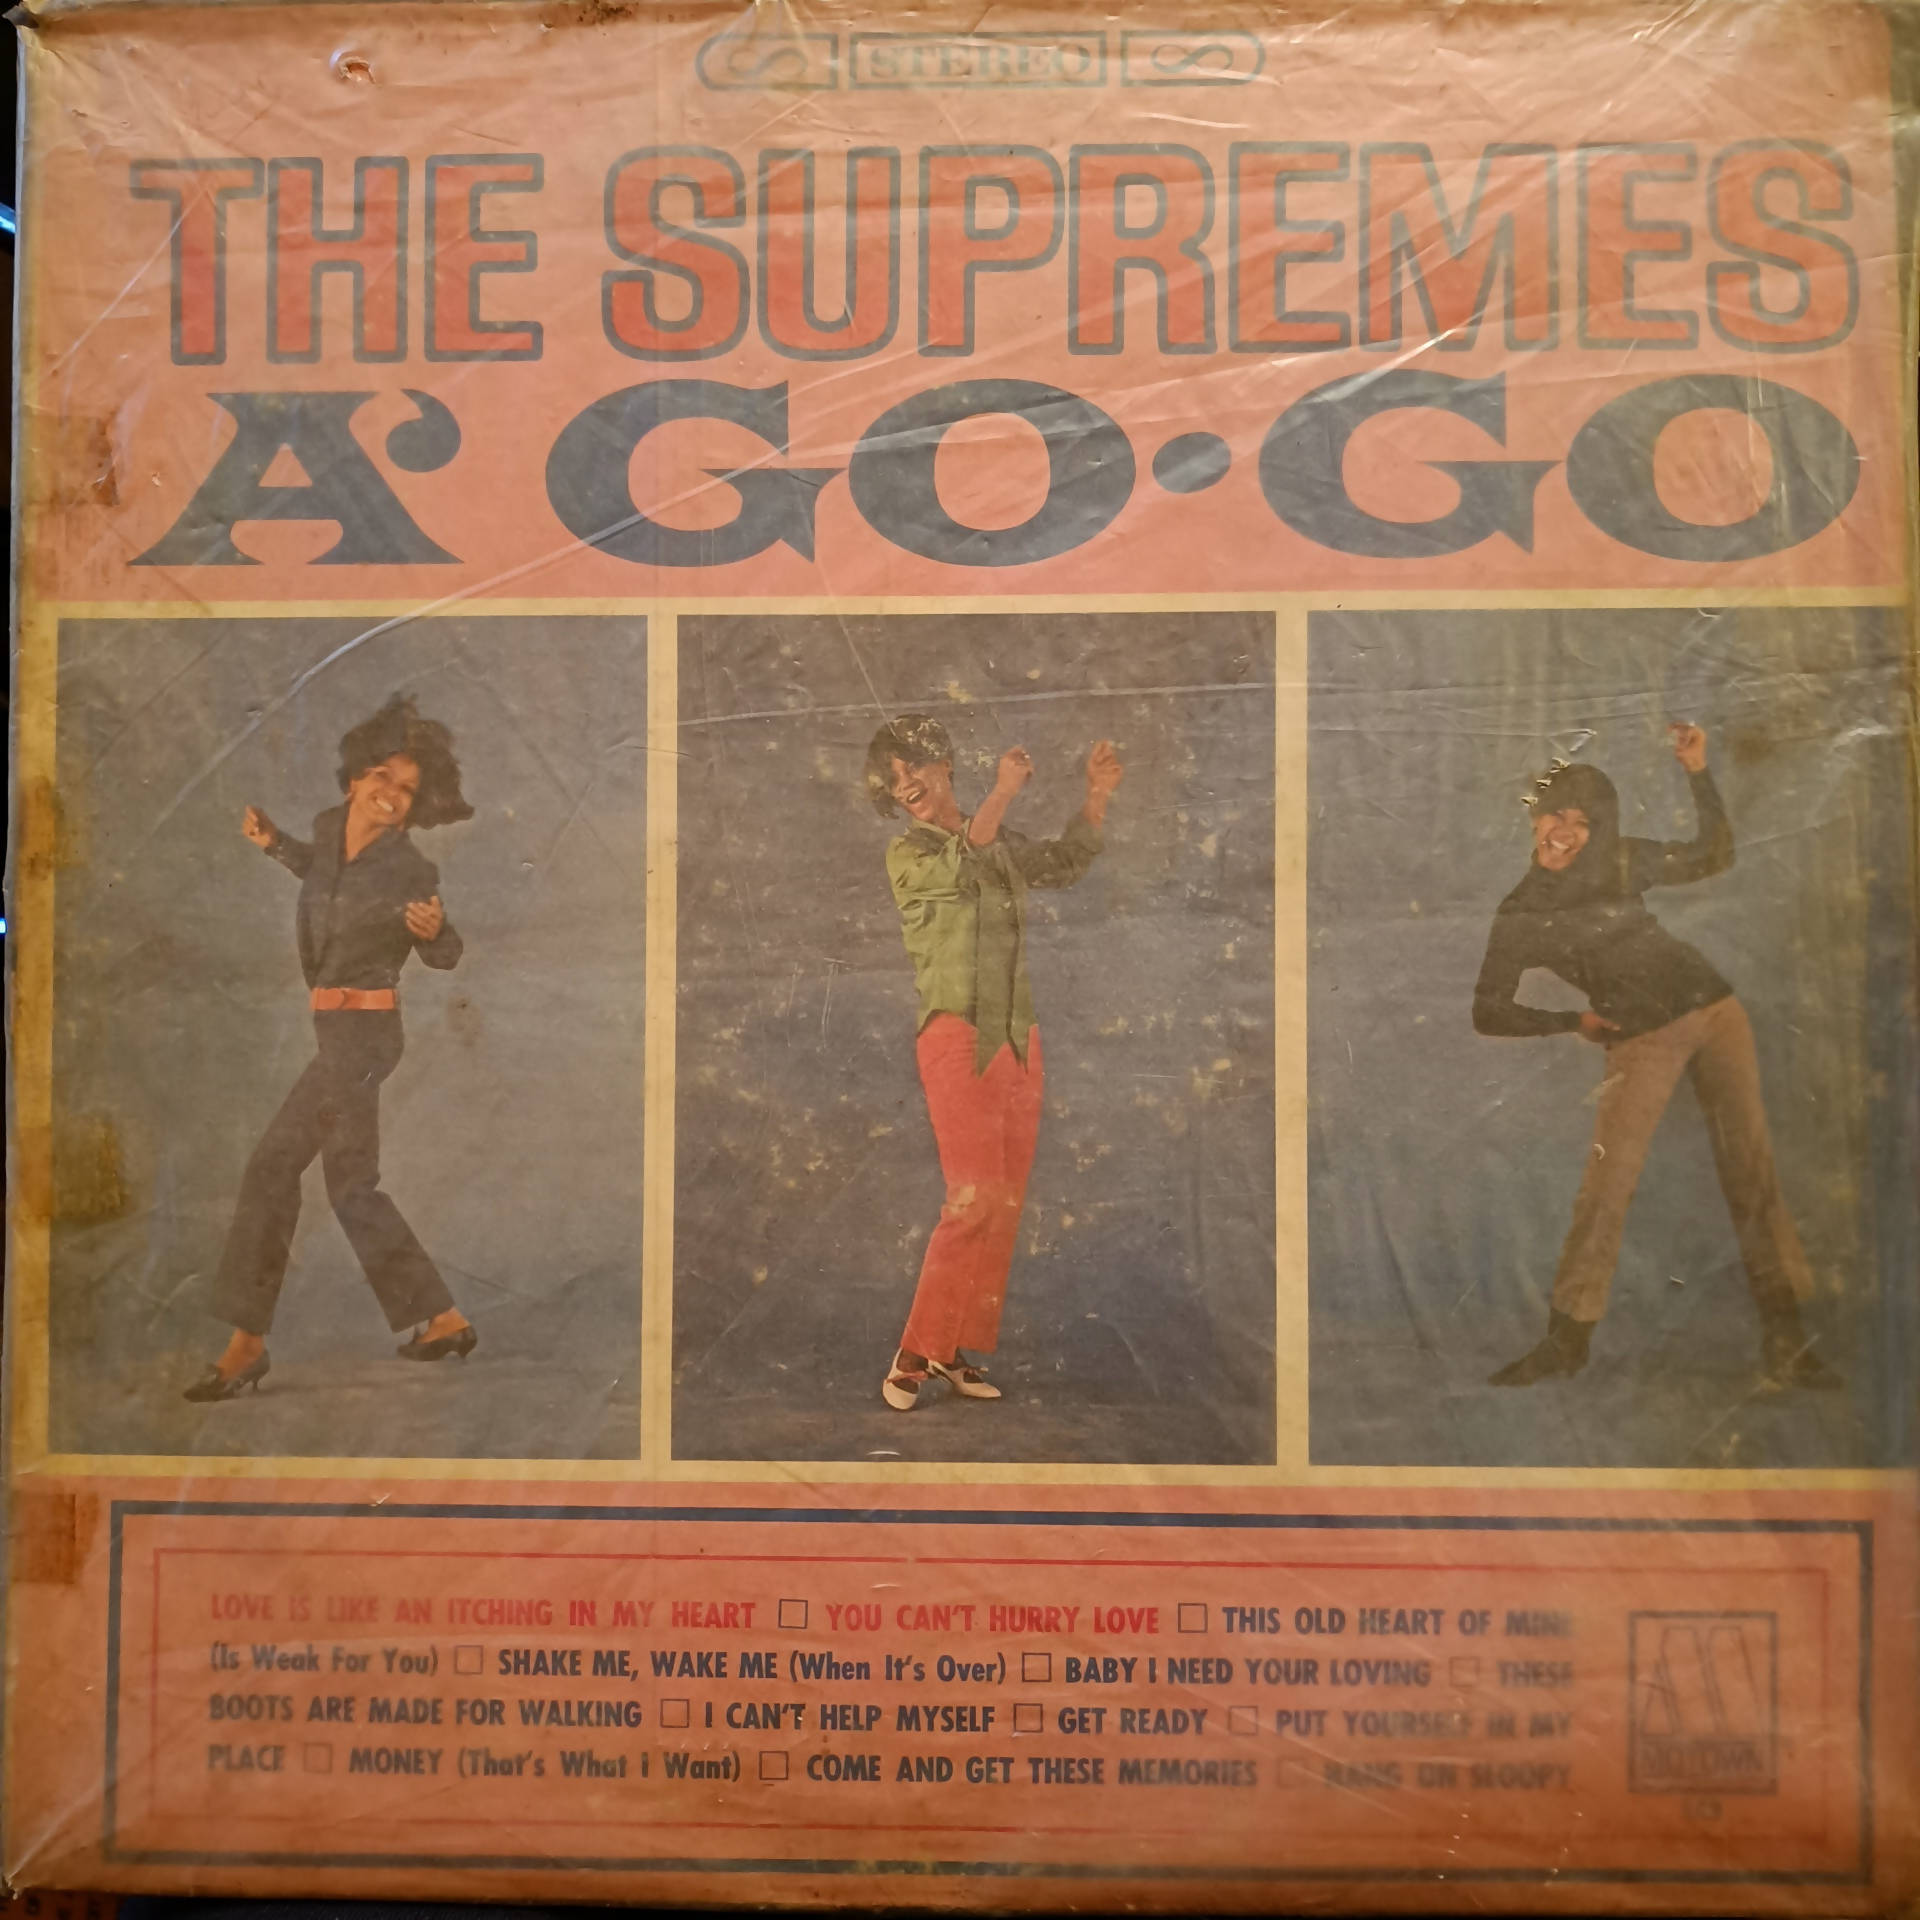 STEREO
THE SUPREMES
A' GO•GO
LOVE IS LIKE AN ITCHING IN MY HEART □ YOU CAN'T HURRY LOVE □ THIS OLD HEART OF MINE
(Is Weak For You) □ SHAKE ME, WAKE ME (When It's Over) □ BABY I NEED YOUR LOVING □ THESE
BOOTS ARE MADE FOR WALKING □ I CAN'T HELP MYSELF □ GET READY □ PUT YOURSELF IN MY
PLACE □ MONEY (That's What I Want) □ COME AND GET THESE MEMORIES □ HANG ON SLOOPY
MOTOWN